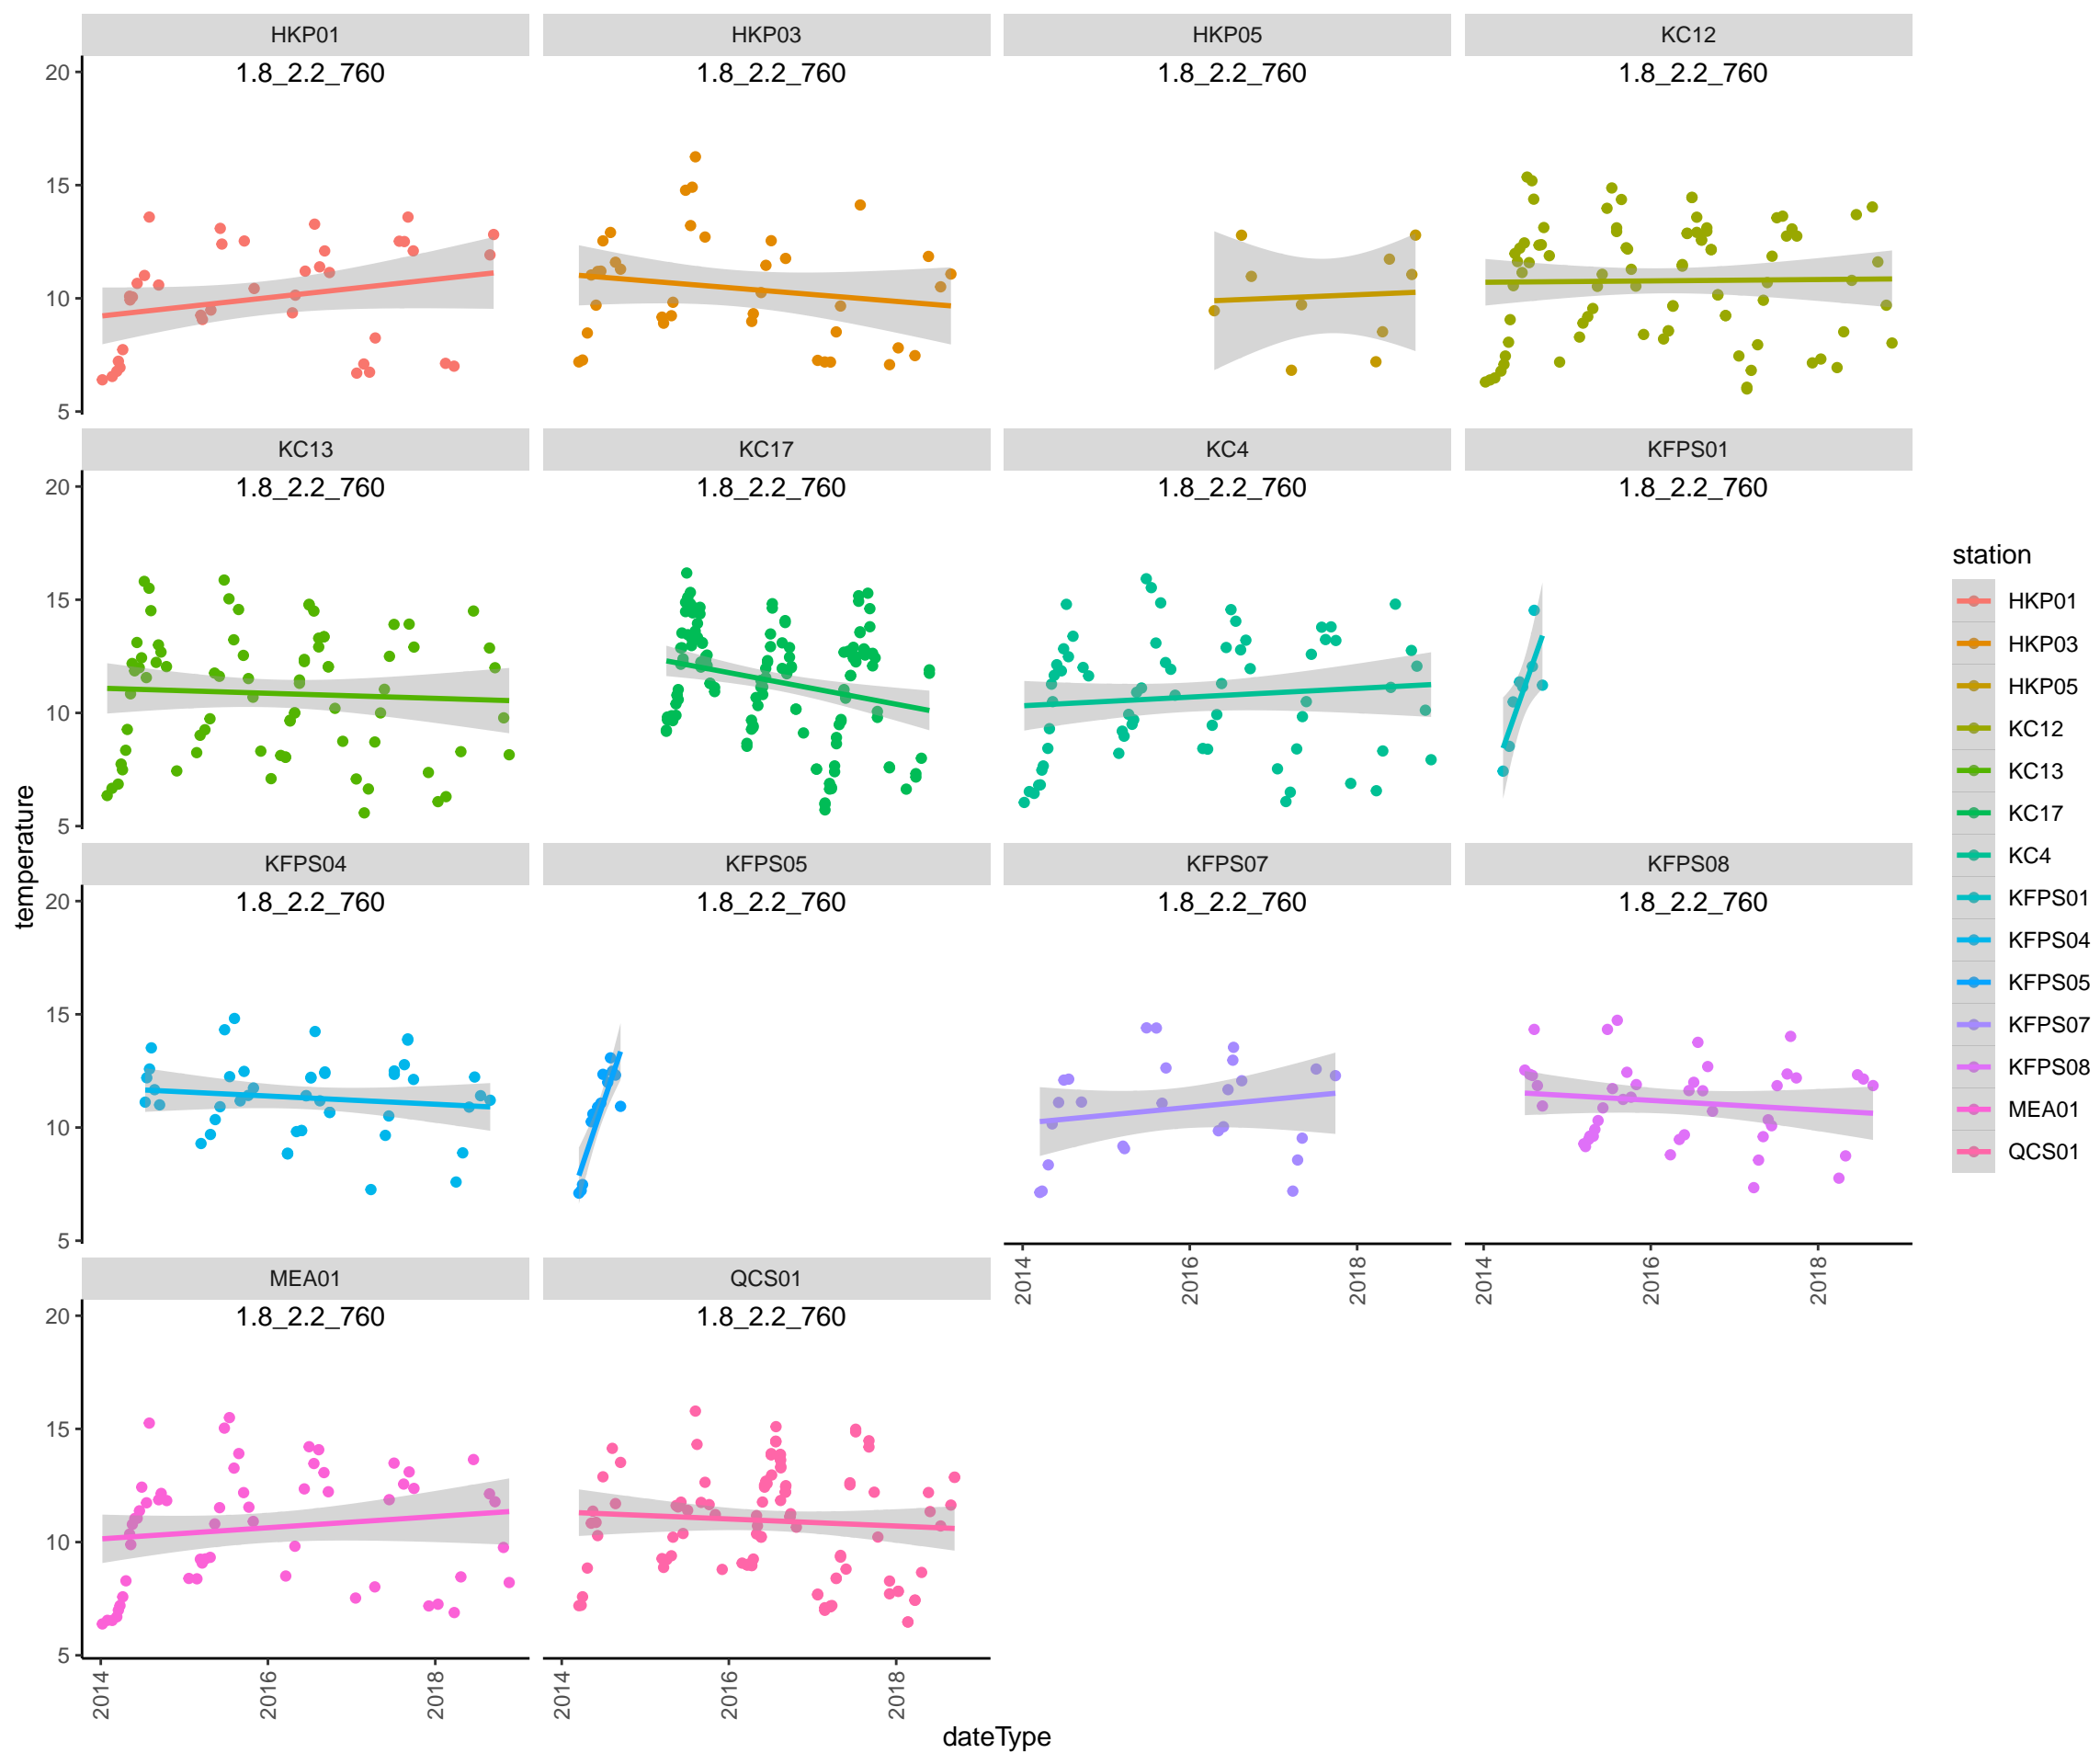 HKP01 HKP03 HKP05 KC12
20 1.8_2.2_760 1.8_2.2_760 1.8_2.2_760 1.8_2.2_760
15
10
5
KC13 KC17 KC4 KFPS01
20 1.8_2.2_760 1.8_2.2_760 1.8_2.2_760 1.8_2.2_760
15
10
5
KFPS04 KFPS05 KFPS07 KFPS08
20 1.8_2.2_760 1.8_2.2_760 1.8_2.2_760 1.8_2.2_760
15
10
5
2014 2016 2018 2014 2016 2018
MEA01 QCS01
20 1.8_2.2_760 1.8_2.2_760
15
10
5
2014 2016 2018 2014 2016 2018
dateType
temperature
station
HKP01
HKP03
HKP05
KC12
KC13
KC17
KC4
KFPS01
KFPS04
KFPS05
KFPS07
KFPS08
MEA01
QCS01